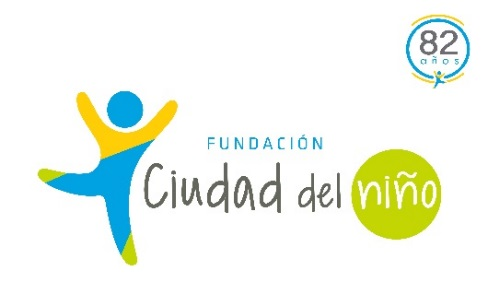 82
años
FUNDACIÓN
Ciudad del niño